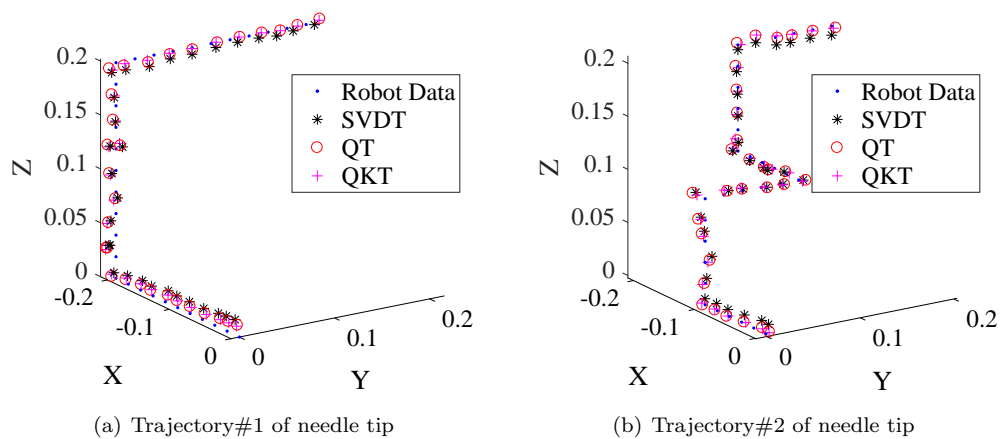 0.2
0.15
0.1
0.05
0
Z
-0.2
-0.1
0
X
0
0.1
0.2
Y
Robot Data
SVDT
QT
QKT
(a) Trajectory#1 of needle tip
0.2
0.15
0.1
0.05
0
Z
-0.2
-0.1
0
X
0
0.1
0.2
Y
Robot Data
SVDT
QT
QKT
(b) Trajectory#2 of needle tip